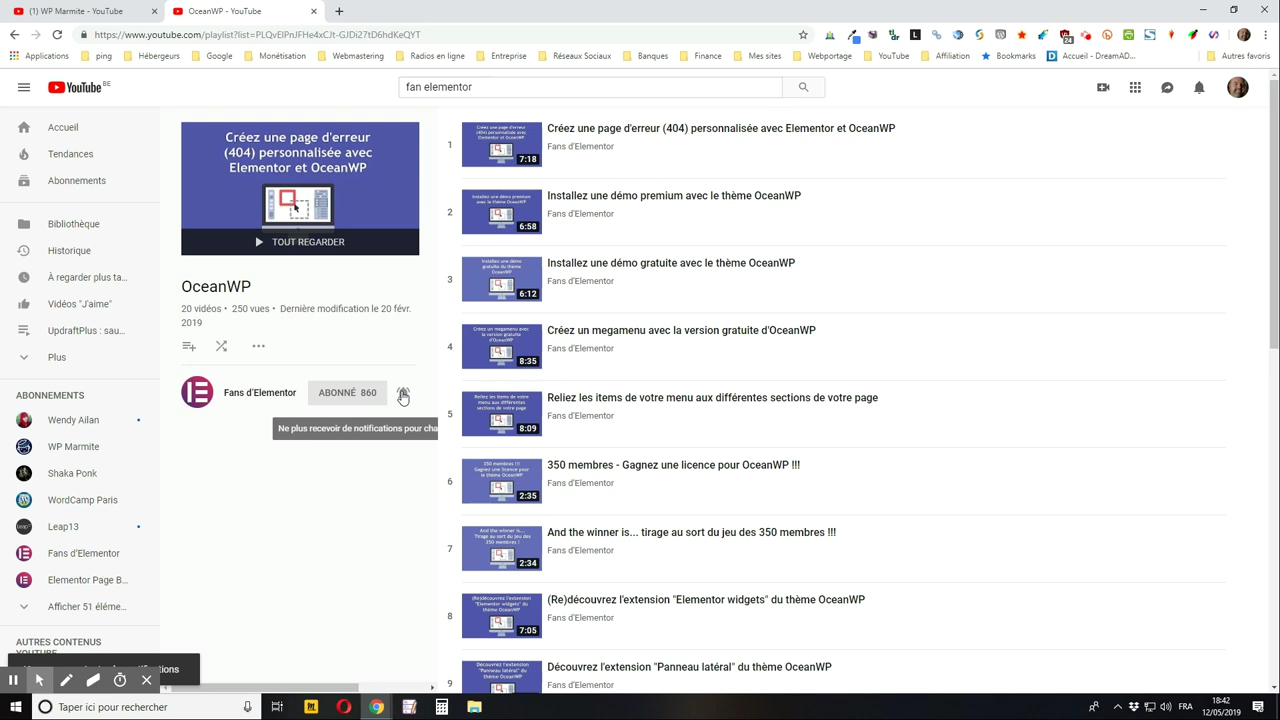 (1) WP Marmite - YouTube
OceanWP - YouTube
https://www.youtube.com/playlist?list=PLQvEIPnJFHe4xCJt-GJDi27tD6hdKeQYT
Applications
ping
Hébergeurs
Google
Monétisation
Webmastering
Radios en ligne
Entreprise
Réseaux Sociaux
Banques
Finance
Mes sites
Webportage
YouTube
Affiliation
Bookmarks
Accueil - DreamAD...
Autres favoris
YouTube BE
fan elementor
Accueil
Tendances
Abonnements
Bibliothèque
Historique
À regarder plus ta...
Vidéos "J'aime"
UpdraftPlus : sau...
Plus
ABONNEMENTS
Lily Allen
WP Marmite
Shaka Ponk
WordCamp Paris
Leap13
Fans d'Elementor
Elementor Page B...
Afficher 51 éléme...
AUTRES CONTENUS
Créez une page d'erreur
(404) personnalisée avec
Elementor et OceanWP
TOUT REGARDER
OceanWP
20 vidéos • 250 vues • Dernière modification le 20 févr.
2019
Fans d'Elementor
ABONNÉ 860
Ne plus recevoir de notifications pour cha
1
7:18
Créez une page d'erreur (404) personnalisée avec Elementor et OceanWP
Fans d'Elementor
2
6:58
Installez une démo premium avec le thème OceanWP
Fans d'Elementor
3
6:12
Installez une démo gratuite avec le thème OceanWP
Fans d'Elementor
4
8:35
Créez un megamenu avec la version gratuite d'OceanWP
Fans d'Elementor
5
8:09
Reliez les items de votre menu aux différentes sections de votre page
Fans d'Elementor
6
2:35
350 membres - Gagnez une licence pour OceanWP !!!
Fans d'Elementor
7
2:34
And the winner is... tirage au sort du jeu des 350 membres !!!
Fans d'Elementor
8
7:05
(Re)découvrez l'extension "Elementor widgets" du thème OceanWP
Fans d'Elementor
9
Découvrez l'extension "Panneau latéral" du thème OceanWP
Fans d'Elementor
Taper ici pour rechercher
FRA
18:42
12/05/2019